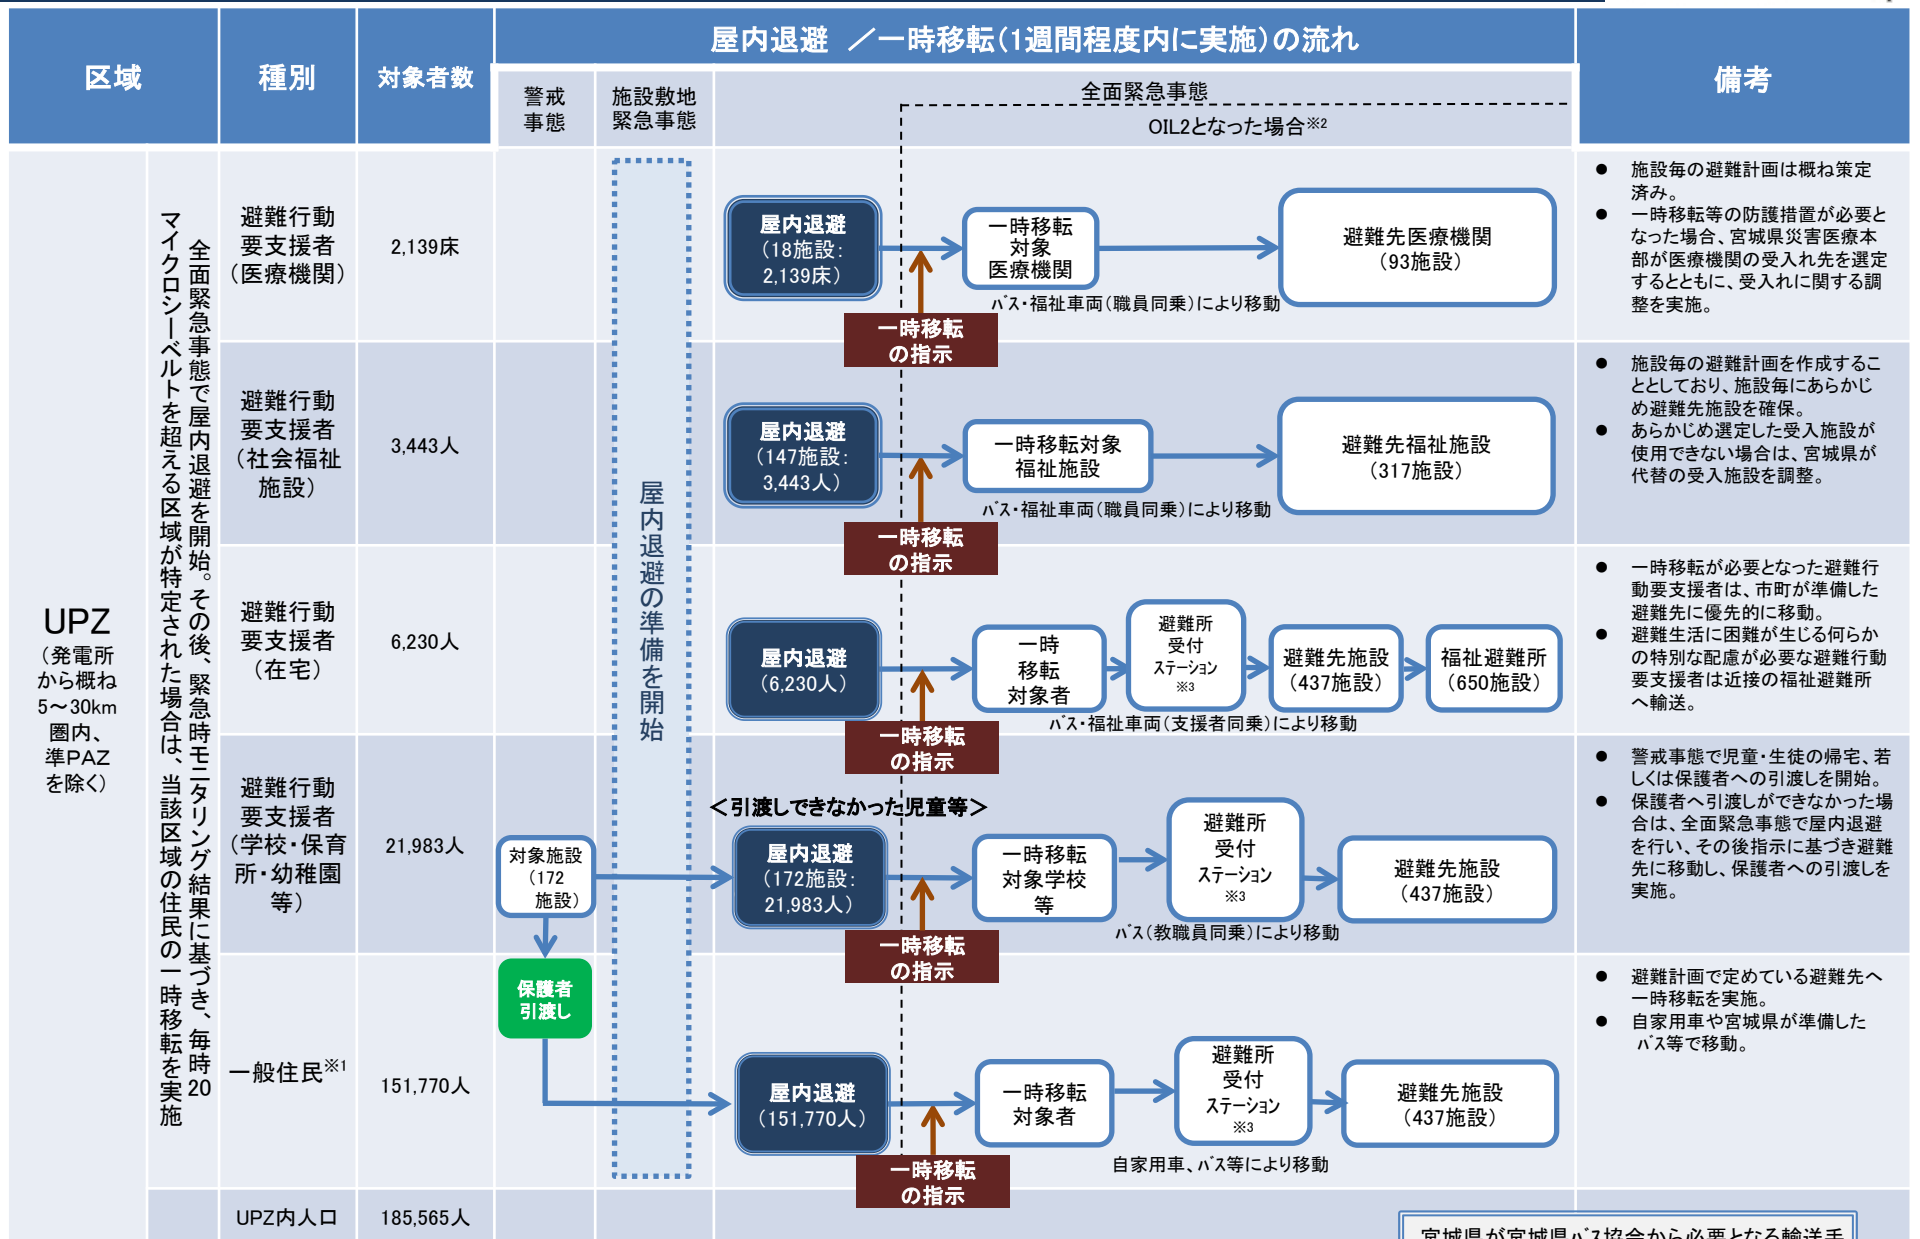 区域
種別
対象者数
屋内退避　／一時移転(1週間程度内に実施)の流れ
備考
警戒
事態
施設敷地
緊急事態
全面緊急事態
OIL2となった場合※2
UPZ
（発電所
から概ね
5～30km
圏内、
準PAZ
を除く）
全面緊急事態で屋内退避を開始。その後、緊急時モニタリング結果に基づき、毎時20
マイクロシーベルトを超える区域が特定された場合は、当該区域の住民の一時移転を実施
避難行動
要支援者
（医療機関）
2,139床
屋内退避の準備を開始
屋内退避
（18施設：
2,139床）
一時移転
の指示
一時移転
対象
医療機関
避難先医療機関
（93施設）
バス・福祉車両（職員同乗）により移動
● 施設毎の避難計画は概ね策定
済み。
● 一時移転等の防護措置が必要と
なった場合、宮城県災害医療本
部が医療機関の受入れ先を選定
するとともに、受入れに関する調
整を実施。
避難行動
要支援者
（社会福祉
施設）
3,443人
屋内退避
（147施設：
3,443人）
一時移転
の指示
一時移転対象
福祉施設
避難先福祉施設
（317施設）
バス・福祉車両（職員同乗）により移動
● 施設毎の避難計画を作成するこ
ととしており、施設毎にあらかじ
め避難先施設を確保。
● あらかじめ選定した受入施設が
使用できない場合は、宮城県が
代替の受入施設を調整。
避難行動
要支援者
（在宅）
6,230人
屋内退避
（6,230人）
一時移転
の指示
一時
移転
対象者
避難所
受付
ステーション
※3
避難先施設
（437施設）
福祉避難所
（650施設）
バス・福祉車両（支援者同乗）により移動
● 一時移転が必要となった避難行
動要支援者は、市町が準備した
避難先に優先的に移動。
● 避難生活に困難が生じる何らか
の特別な配慮が必要な避難行動
要支援者は近接の福祉避難所
へ輸送。
避難行動
要支援者
（学校・保育
所・幼稚園
等）
21,983人
対象施設
（172
施設）
＜引渡しできなかった児童等＞
屋内退避
（172施設：
21,983人）
一時移転
の指示
一時移転
対象学校
等
避難所
受付
ステーション
※3
避難先施設
（437施設）
バス（教職員同乗）により移動
● 警戒事態で児童・生徒の帰宅、若
しくは保護者への引渡しを開始。
● 保護者へ引渡しができなかった場
合は、全面緊急事態で屋内退避
を行い、その後指示に基づき避難
先に移動し、保護者への引渡しを
実施。
保護者
引渡し
一般住民※1
151,770人
屋内退避
（151,770人）
一時移転
の指示
一時移転
対象者
避難所
受付
ステーション
※3
避難先施設
（437施設）
自家用車、バス等により移動
● 避難計画で定めている避難先へ
一時移転を実施。
● 自家用車や宮城県が準備した
バス等で移動。
UPZ内人口
185,565人
宮城県が宮城県バス協会から必要となる輸送手